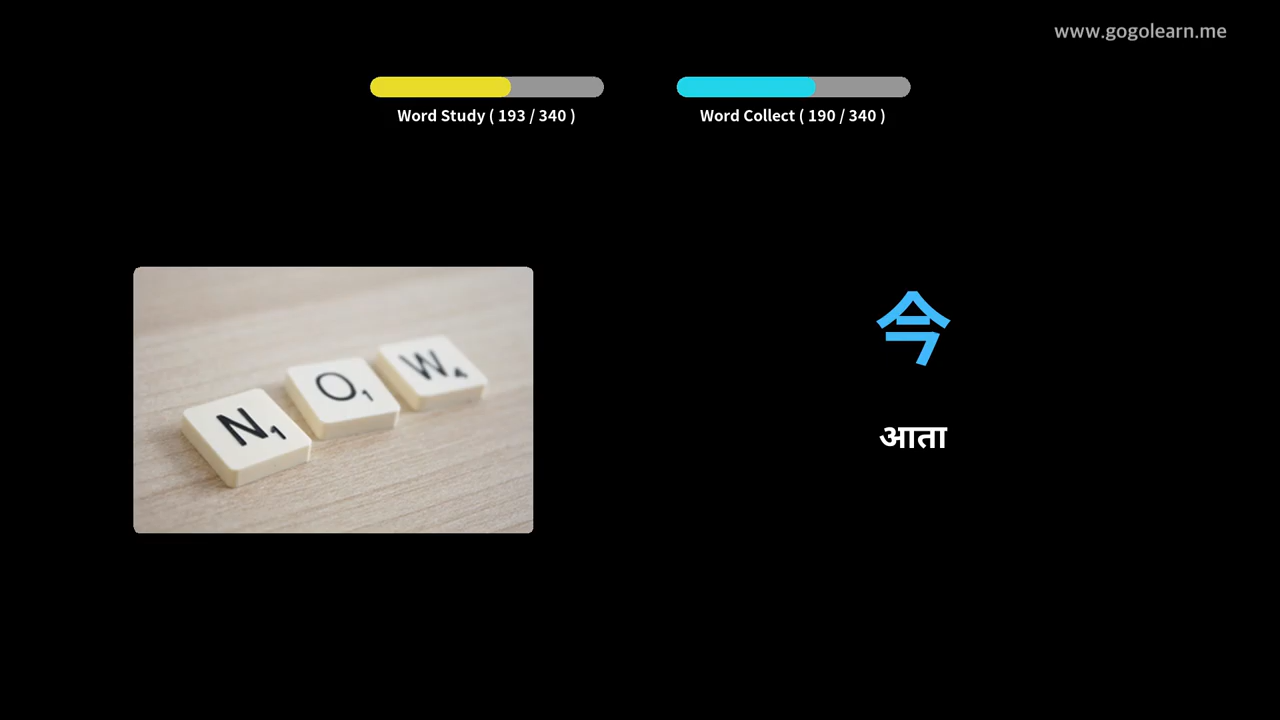 www.gogolearn.me
Word Study ( 193 / 340 )
Word Collect ( 190 / 340 )
N1 O1 W4
今
आता